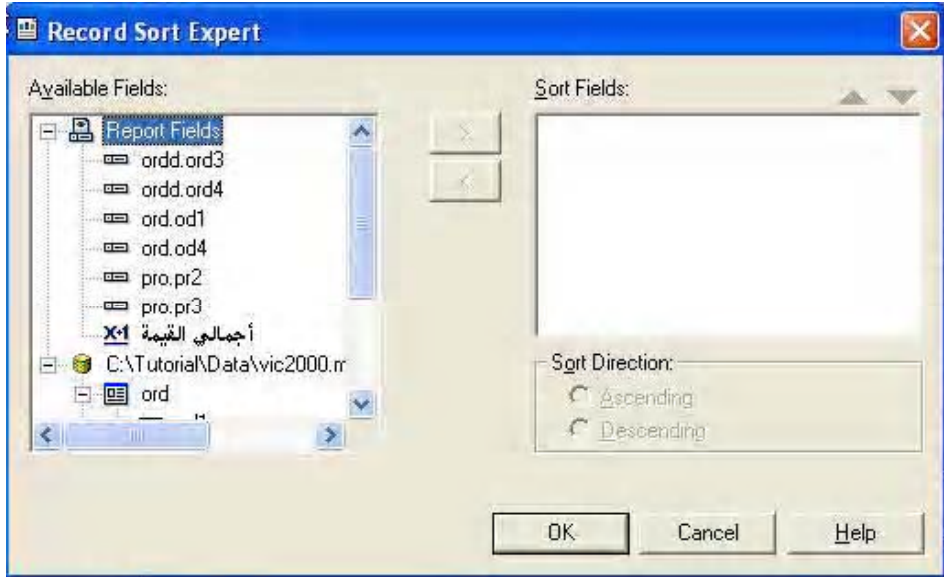 Record Sort Expert
Available Fields:
Sort Fields:
Report Fields
>
ordd.ord3
<
ordd.ord4
ord.od1
ord.od4
pro.pr2
pro.pr3
أجمالي القيمة
C:\Tutorial\Data\vic2000.m
ord
Sort Direction:
Ascending
Descending
OK
Cancel
Help